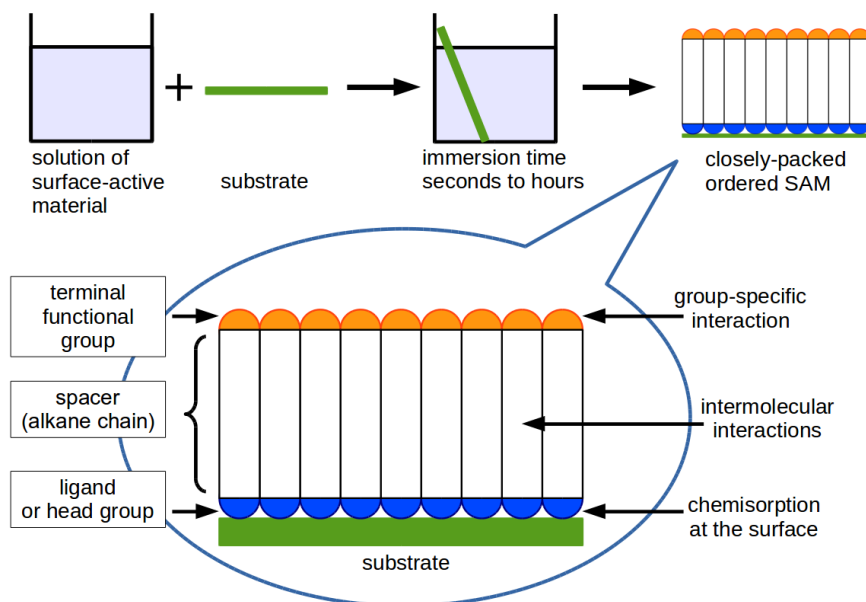 +
solution of
surface-active
material
substrate
immersion time
seconds to hours
closely-packed
ordered SAM
terminal
functional
group
group-specific
interaction
spacer
(alkane chain)
intermolecular
interactions
ligand
or head group
chemisorption
at the surface
substrate